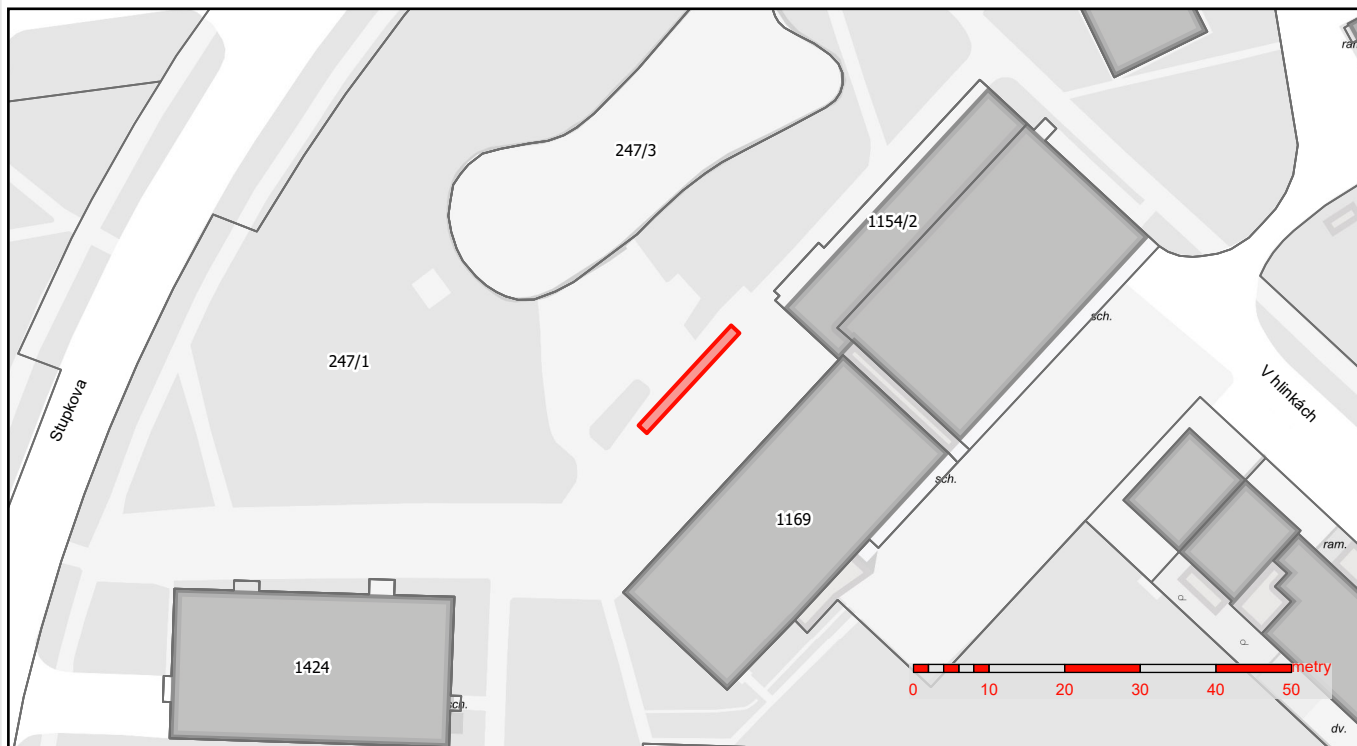 ram.
247/3
1154/2
sch.
247/1
V hlinkách
Stupkova
sch.
1169
ram.
p
p
1424
metry
0 10 20 30 40 50
sch.
dv.